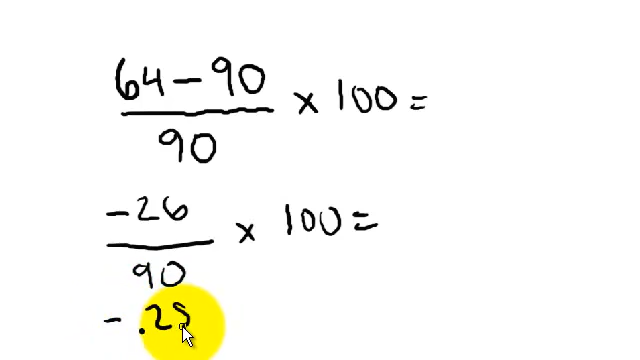 64 - 90
90
× 100 =
-26
90
× 100 =
- .28